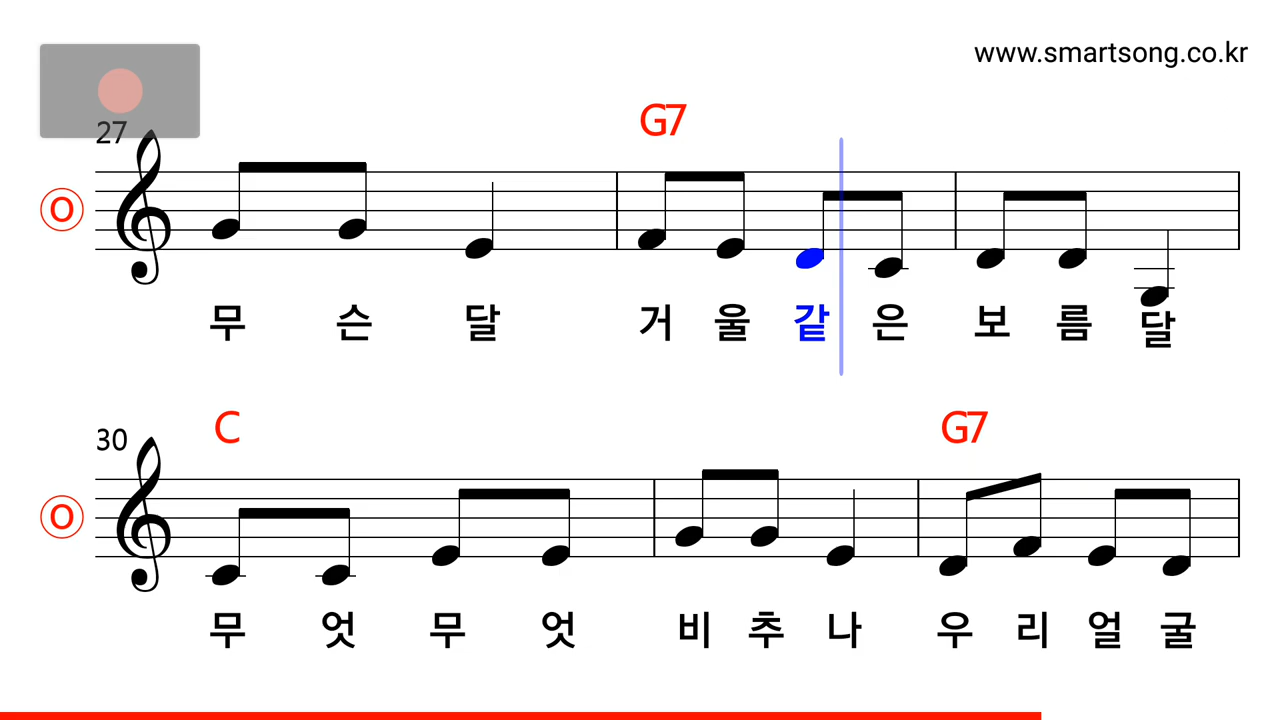 www.smartsong.co.kr
27
G7
O
무 슨 달 거 울 같 은 보 름 달
30
C G7
O
무 엇 무 엇 비 추 나 우 리 얼 굴